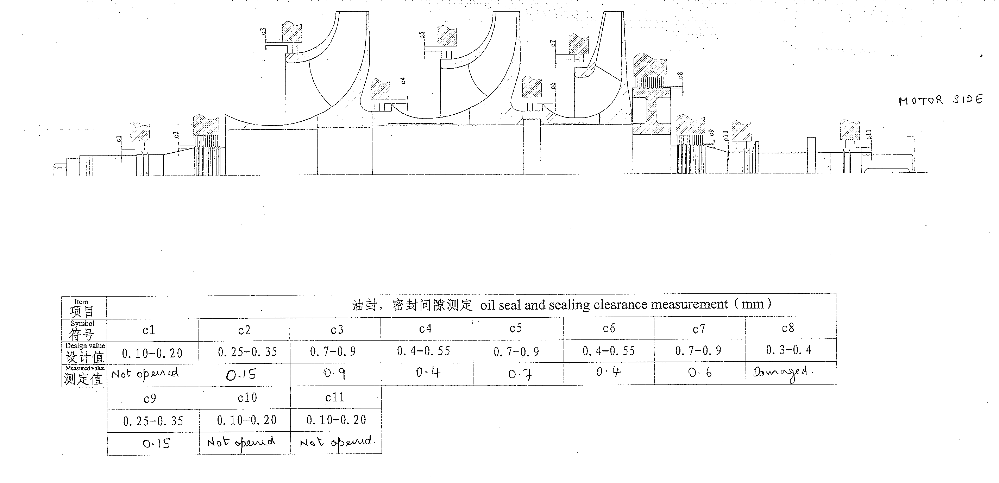 c3
c5
c7
c8
c4
c6
MOTOR SIDE
c1
c2
c9
c10
c11
Item
项目
油封，密封间隙测定 oil seal and sealing clearance measurement（mm）
Symbol
符号 c1 c2 c3 c4 c5 c6 c7 c8
Design value
设计值 0.10-0.20 0.25-0.35 0.7-0.9 0.4-0.55 0.7-0.9 0.4-0.55 0.7-0.9 0.3-0.4
Measured value
测定值 Not opened 0.15 0.9 0.4 0.7 0.4 0.6 Damaged.
c9 c10 c11
0.25-0.35 0.10-0.20 0.10-0.20
0.15 Not opened Not opened.